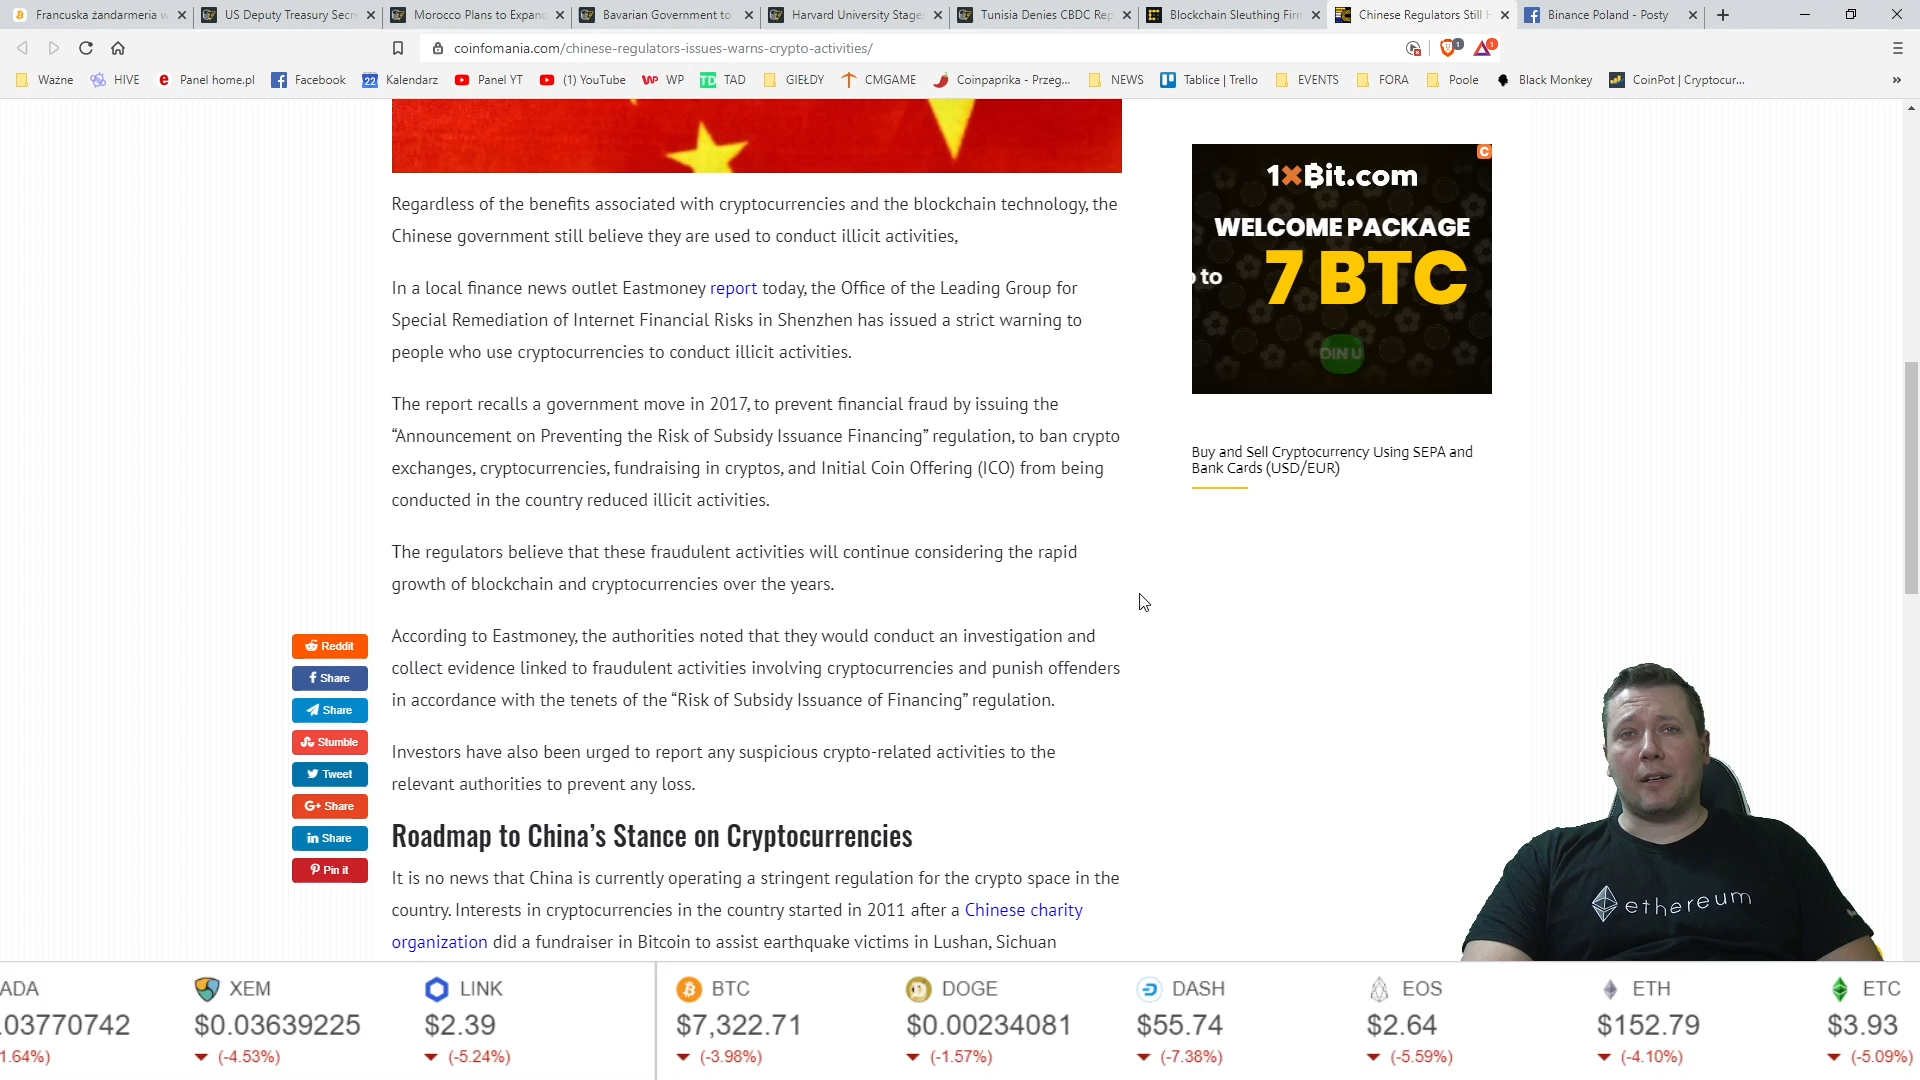 Francuska żandarmeria w
US Deputy Treasury Secre
Morocco Plans to Expand
Bavarian Government to
Harvard University Stage
Tunisia Denies CBDC Rep
Blockchain Sleuthing Firm
Chinese Regulators Still H
Binance Poland - Posty
coinfomania.com/chinese-regulators-issues-warns-crypto-activities/
1
1
Ważne
HIVE
Panel home.pl
Facebook
22
Kalendarz
Panel YT
(1) YouTube
WP
TD
TAD
GIEŁDY
CMGAME
Coinpaprika - Przeg...
NEWS
Tablice | Trello
EVENTS
FORA
Poole
Black Monkey
CoinPot | Cryptocur...
»
Regardless of the benefits associated with cryptocurrencies and the blockchain technology, the
Chinese government still believe they are used to conduct illicit activities,
In a local finance news outlet Eastmoney report today, the Office of the Leading Group for
Special Remediation of Internet Financial Risks in Shenzhen has issued a strict warning to
people who use cryptocurrencies to conduct illicit activities.
The report recalls a government move in 2017, to prevent financial fraud by issuing the
“Announcement on Preventing the Risk of Subsidy Issuance Financing” regulation, to ban crypto
exchanges, cryptocurrencies, fundraising in cryptos, and Initial Coin Offering (ICO) from being
conducted in the country reduced illicit activities.
The regulators believe that these fraudulent activities will continue considering the rapid
growth of blockchain and cryptocurrencies over the years.
According to Eastmoney, the authorities noted that they would conduct an investigation and
collect evidence linked to fraudulent activities involving cryptocurrencies and punish offenders
in accordance with the tenets of the “Risk of Subsidy Issuance of Financing” regulation.
Investors have also been urged to report any suspicious crypto-related activities to the
relevant authorities to prevent any loss.
Roadmap to China’s Stance on Cryptocurrencies
It is no news that China is currently operating a stringent regulation for the crypto space in the
country. Interests in cryptocurrencies in the country started in 2011 after a Chinese charity
organization did a fundraiser in Bitcoin to assist earthquake victims in Lushan, Sichuan
Reddit
Share
Share
Stumble
Tweet
G+ Share
in Share
Pin it
1xBit.com
WELCOME PACKAGE
to
7 BTC
OIN U
Buy and Sell Cryptocurrency Using SEPA and
Bank Cards (USD/EUR)
ethereum
ADA
.03770742
1.64%)
XEM
$0.03639225
(-4.53%)
LINK
$2.39
(-5.24%)
BTC
$7,322.71
(-3.98%)
DOGE
$0.00234081
(-1.57%)
DASH
$55.74
(-7.38%)
EOS
$2.64
(-5.59%)
ETH
$152.79
(-4.10%)
ETC
$3.93
(-5.09%)